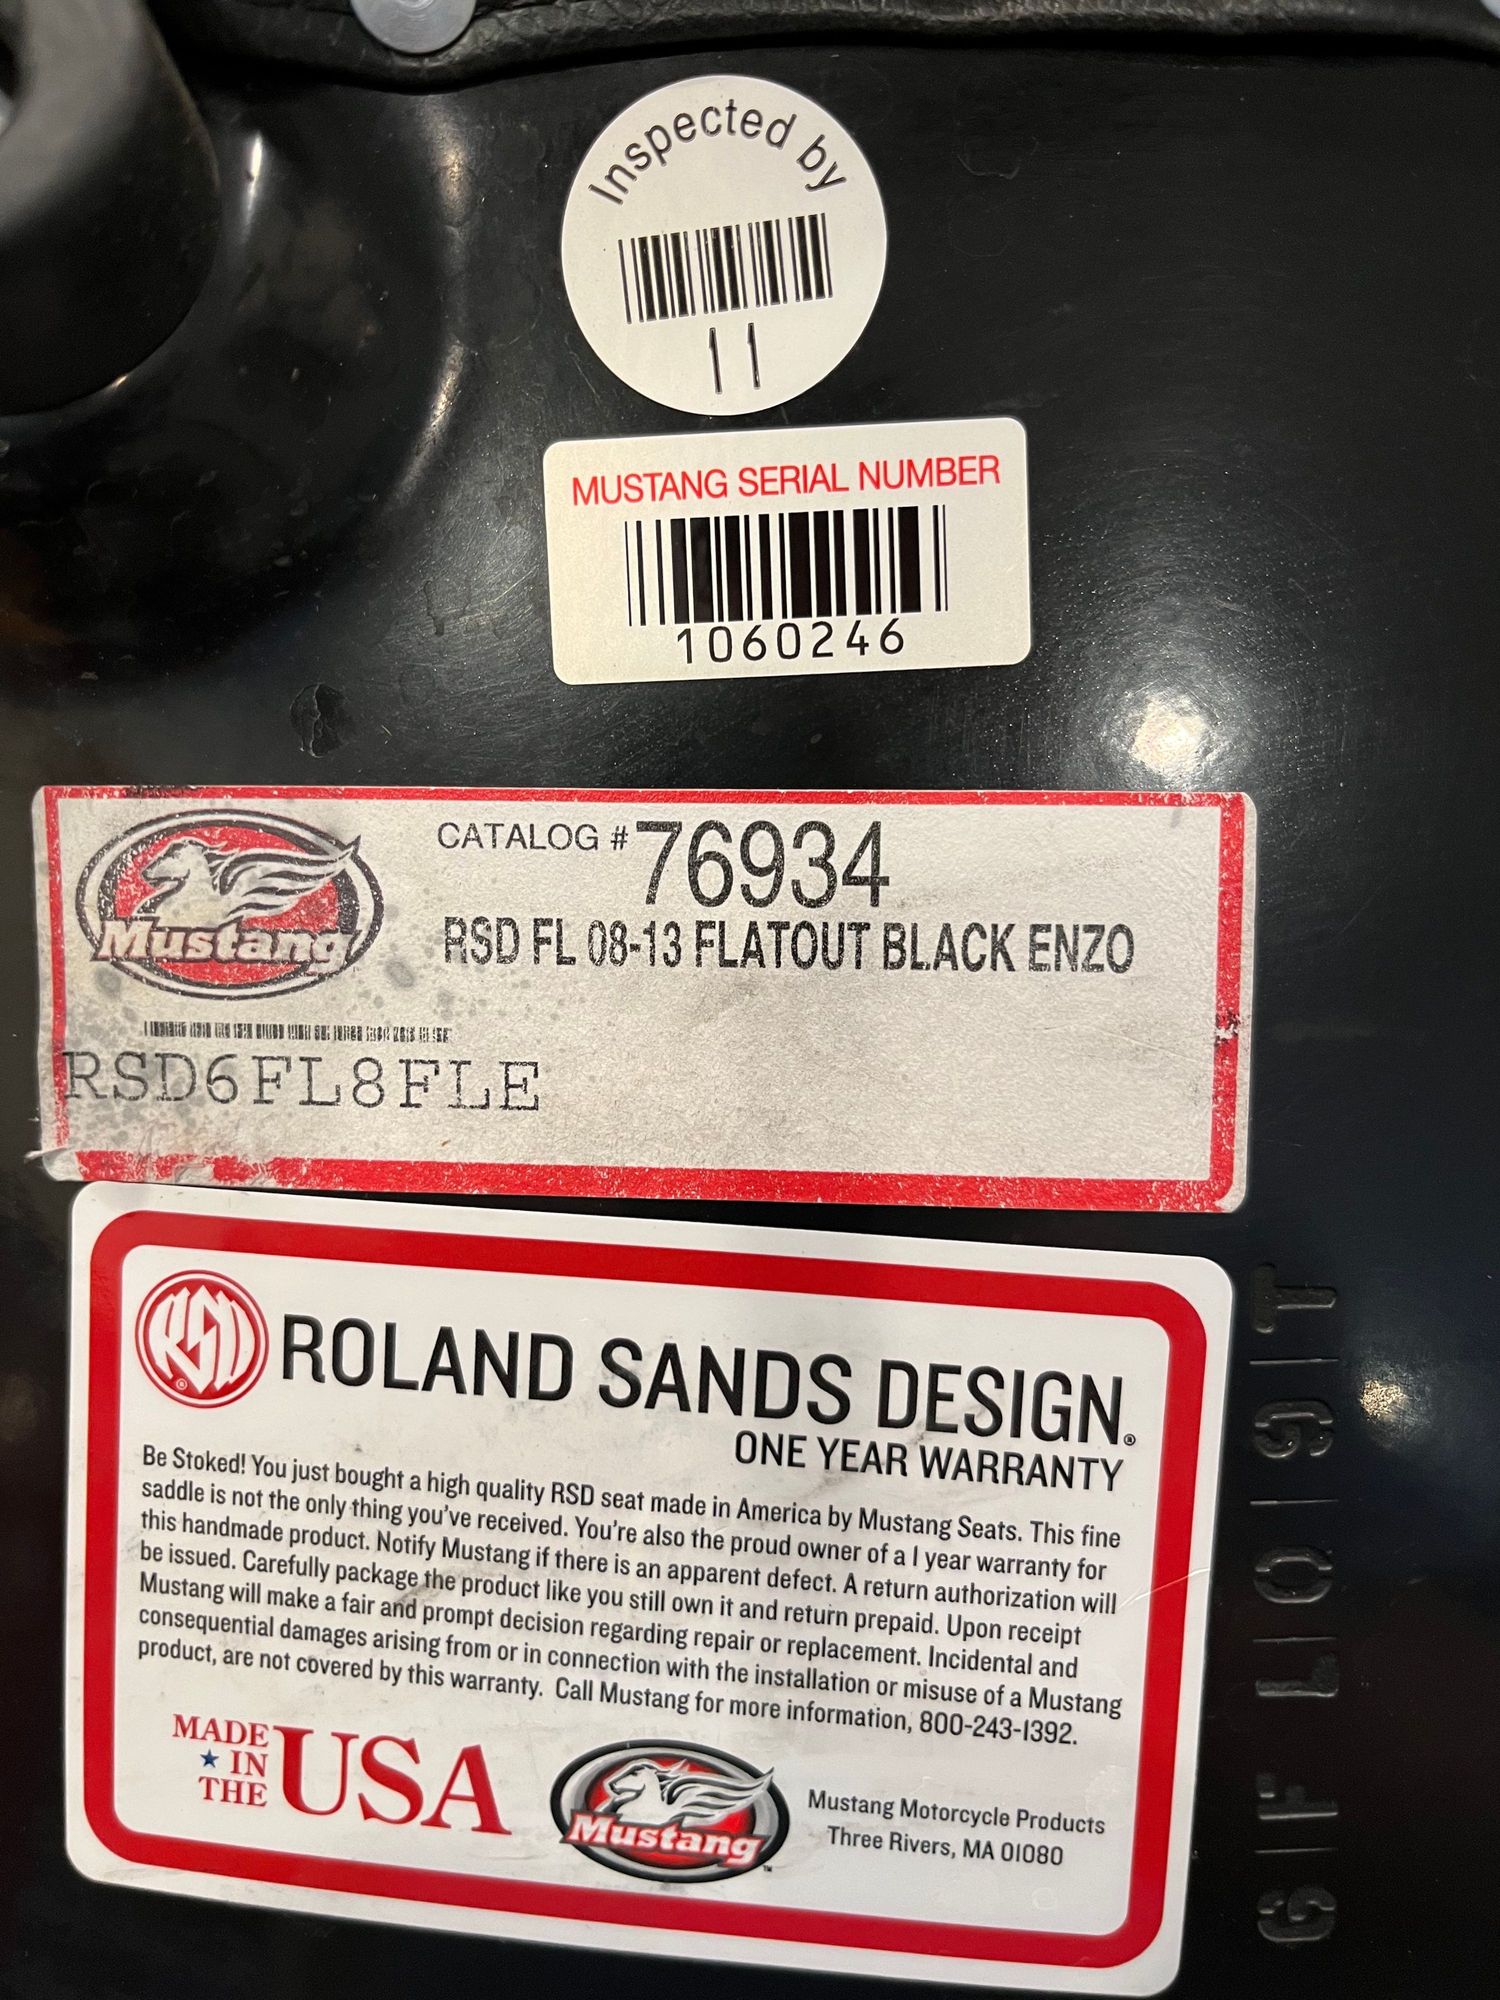 Inspected by
11
MUSTANG SERIAL NUMBER
1060246
Mustang
CATALOG # 76934
RSD FL 08-13 FLATOUT BLACK ENZO
RSD6FL8FLE
RSD ROLAND SANDS DESIGN®
ONE YEAR WARRANTY
Be Stoked! You just bought a high quality RSD seat made in America by Mustang Seats. This fine
saddle is not the only thing you've received. You're also the proud owner of a 1 year warranty for
this handmade product. Notify Mustang if there is an apparent defect. A return authorization will
be issued. Carefully package the product like you still own it and return prepaid. Upon receipt
Mustang will make a fair and prompt decision regarding repair or replacement. Incidental and
consequential damages arising from or in connection with the installation or misuse of a Mustang
product, are not covered by this warranty. Call Mustang for more information, 800-243-1392.
MADE IN THE USA
Mustang™
Mustang Motorcycle Products
Three Rivers, MA 01080